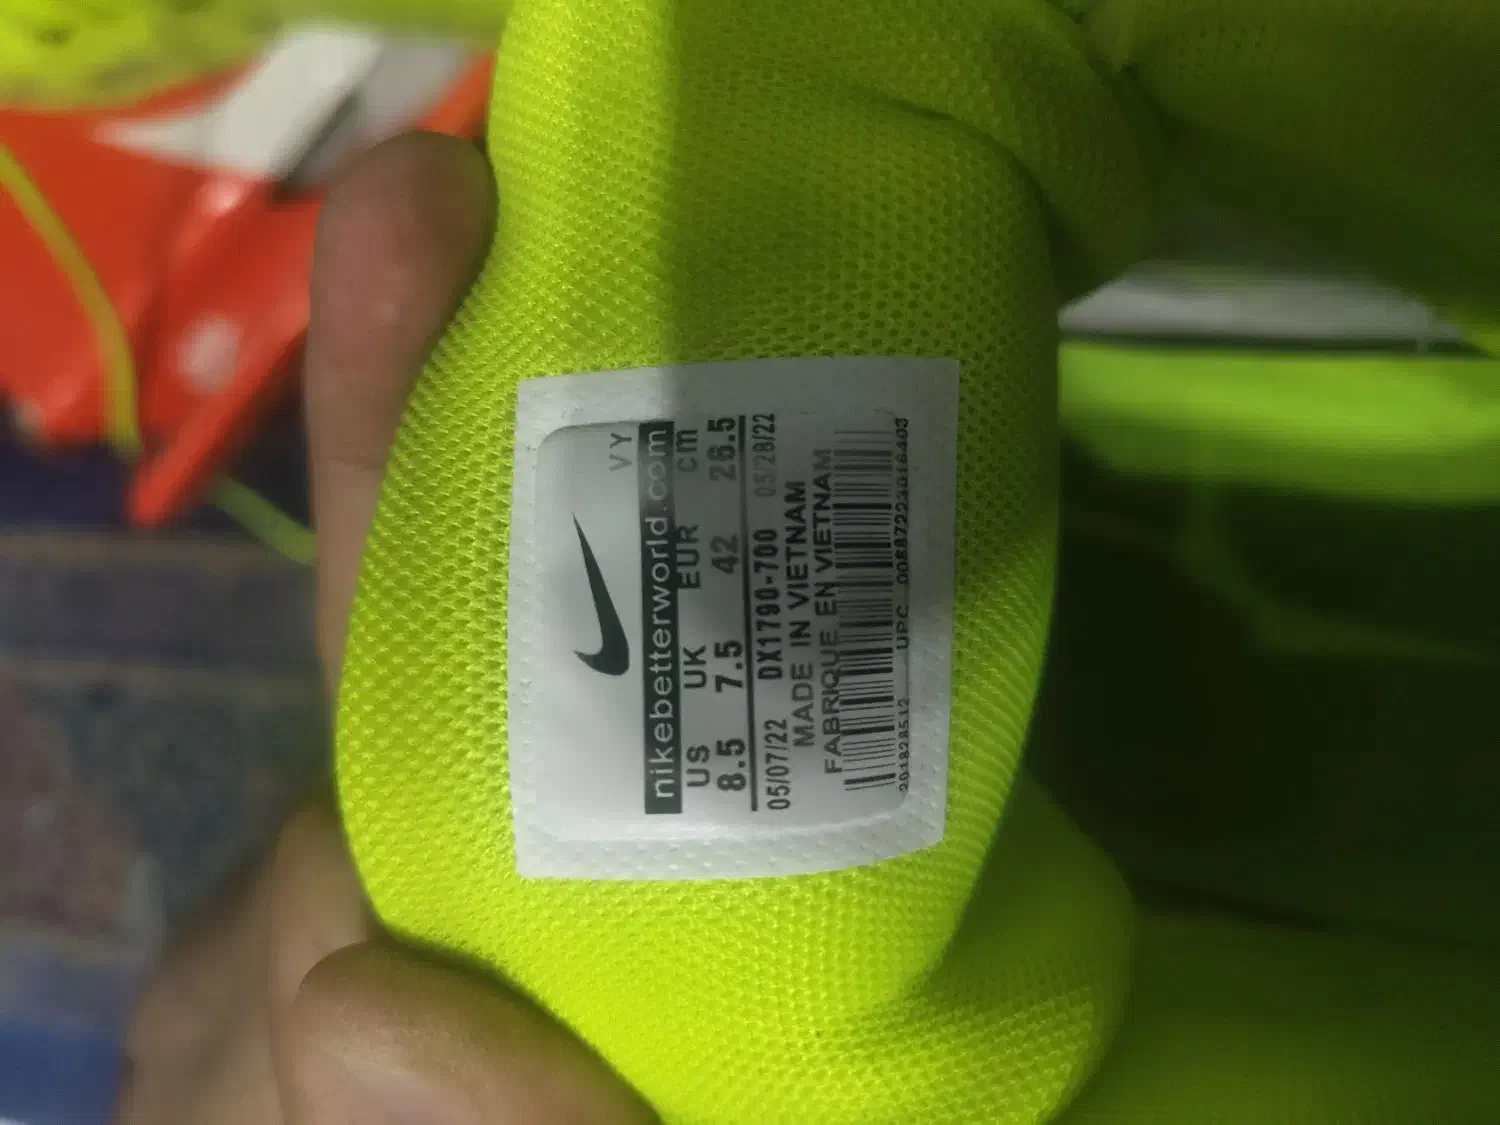 VY
nikebetterworld.com
US UK EUR cm
8.5 7.5 42 26.5
05/07/22 DX1790-700 05/28/22
MADE IN VIETNAM
FABRIQUE EN VIETNAM
201828512 UPC